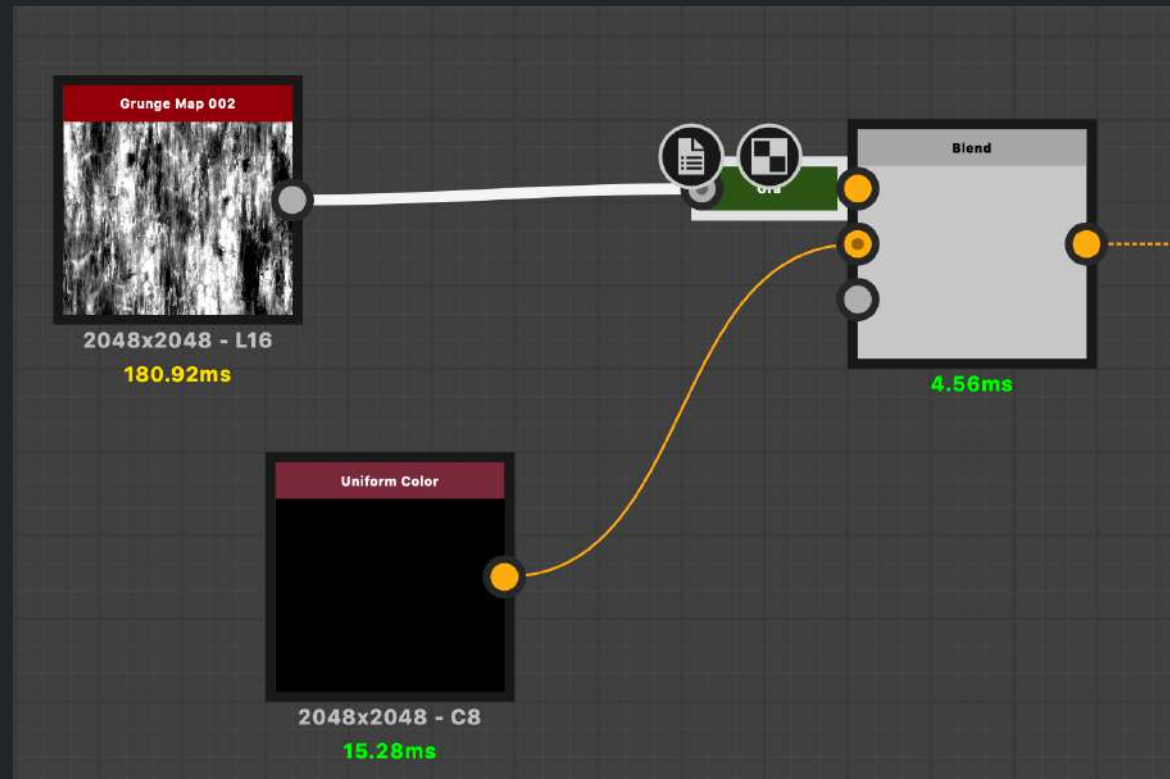 Grunge Map 002
2048x2048 - L16
180.92ms
Blend
4.56ms
Uniform Color
2048x2048 - C8
15.28ms